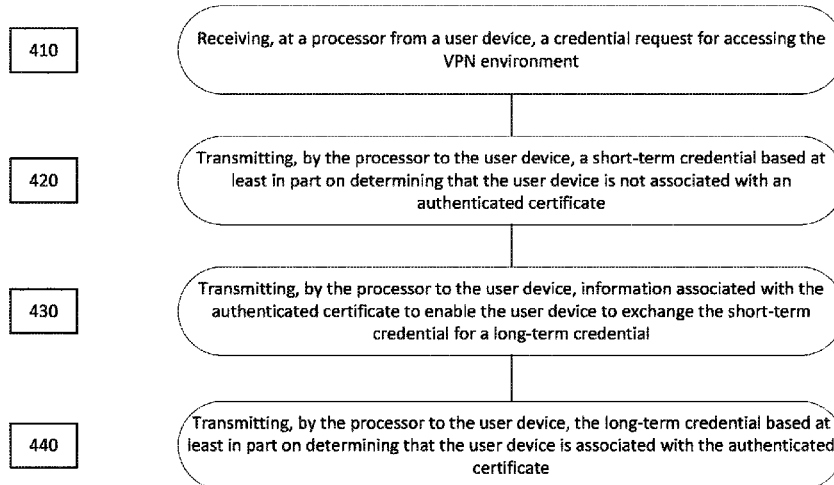 410
Receiving, at a processor from a user device, a credential request for accessing the
VPN environment
420
Transmitting, by the processor to the user device, a short-term credential based at
least in part on determining that the user device is not associated with an
authenticated certificate
430
Transmitting, by the processor to the user device, information associated with the
authenticated certificate to enable the user device to exchange the short-term
credential for a long-term credential
440
Transmitting, by the processor to the user device, the long-term credential based at
least in part on determining that the user device is associated with the authenticated
certificate